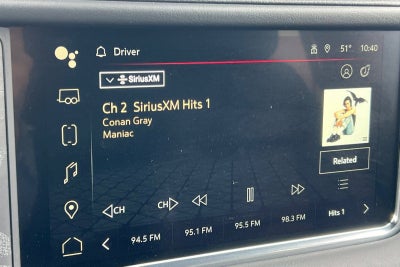 Driver
51° 10:40
SiriusXM
Ch 2 SiriusXM Hits 1
Conan Gray
Maniac
Related
CH CH
94.5 FM 95.1 FM 95.5 FM 98.3 FM Hits 1